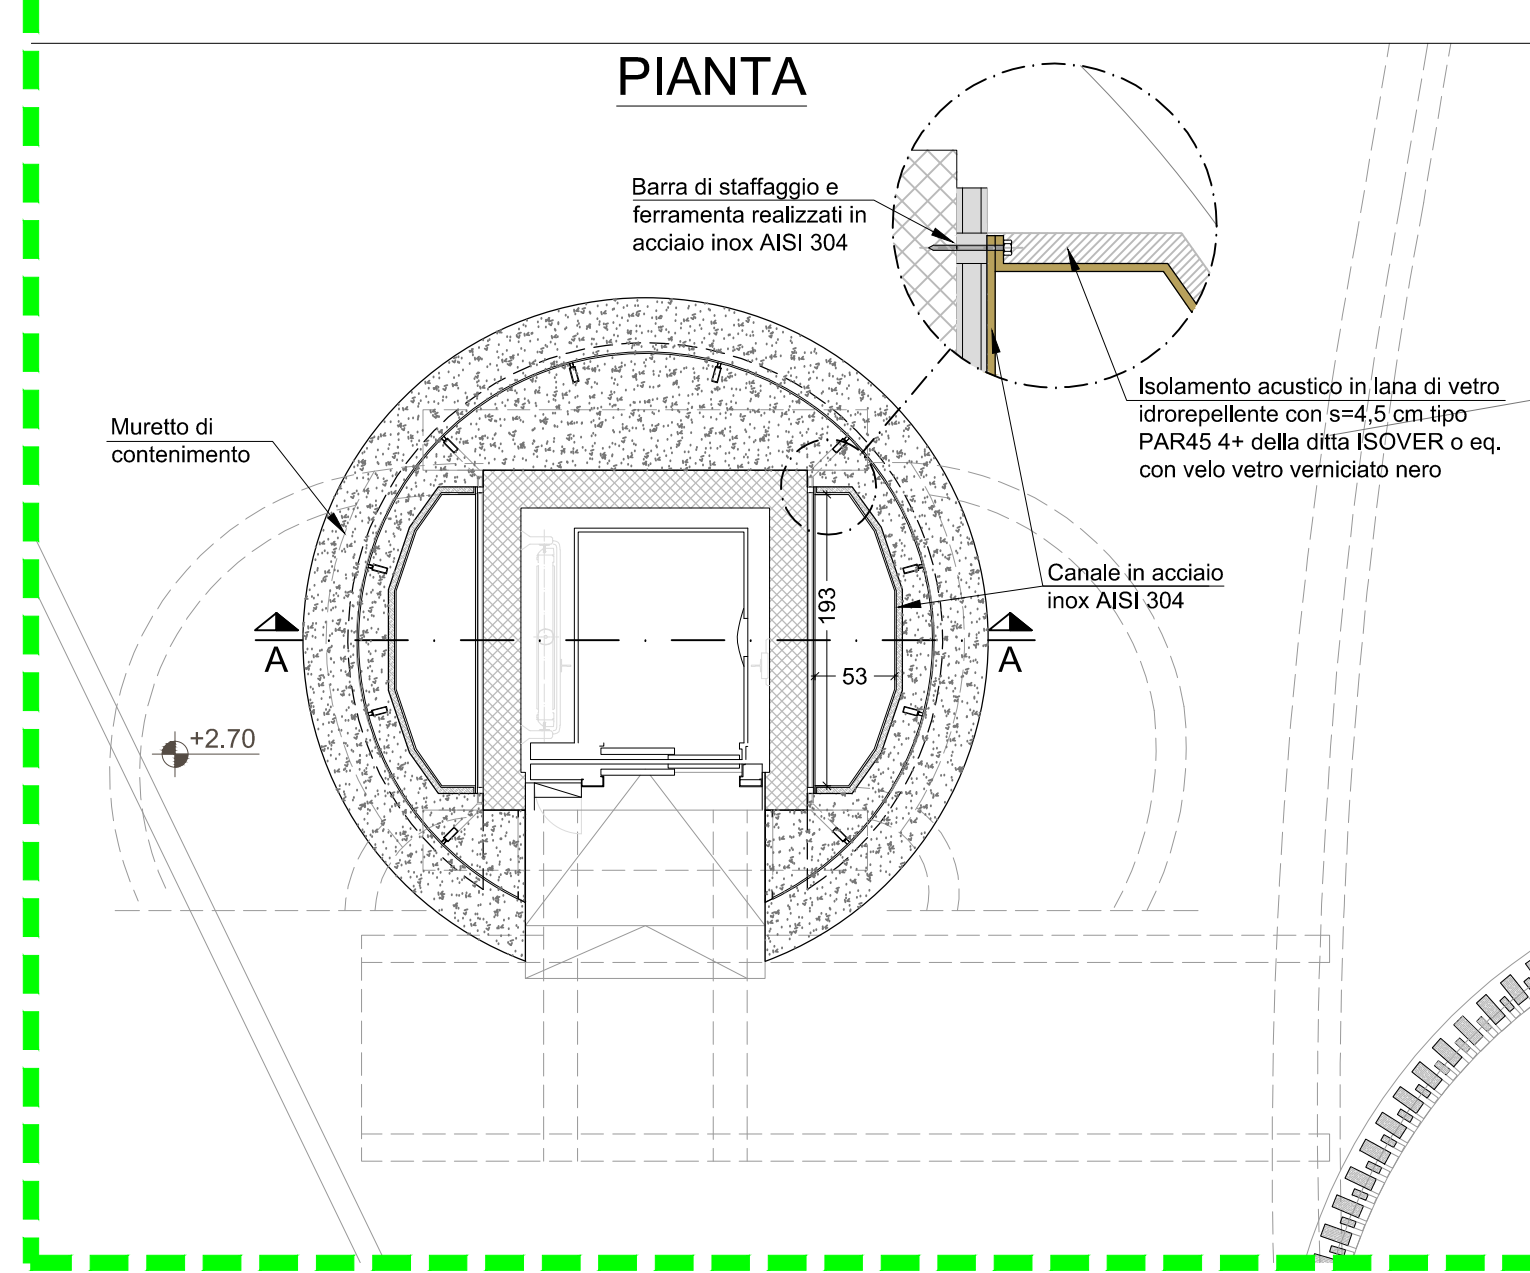 PIANTA
Barra di staffaggio e
ferramenta realizzati in
acciaio inox AISI 304
Isolamento acustico in lana di vetro
idrorepellente con s=4,5 cm tipo
PAR45 4+ della ditta ISOVER o eq.
con velo vetro verniciato nero
Muretto di
contenimento
Canale in acciaio
inox AISI 304
193
53
A
A
+2.70